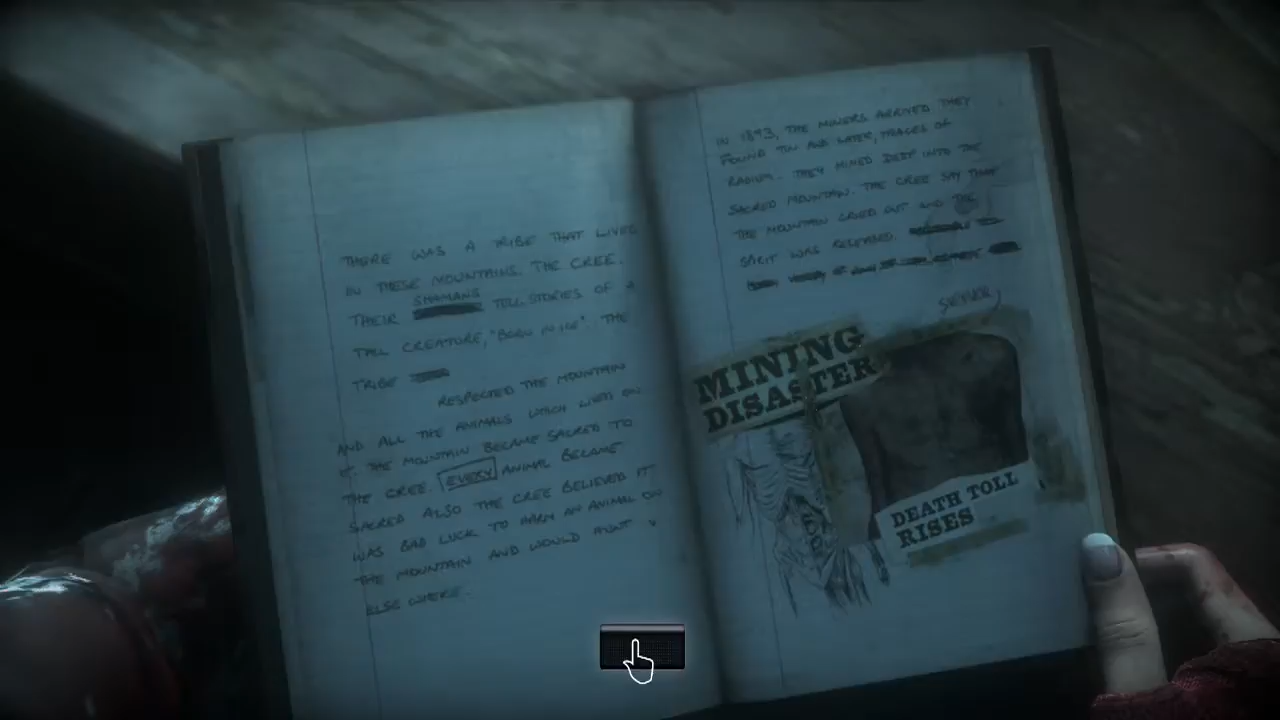 THERE WAS A TRIBE THAT LIVED
IN THESE MOUNTAINS. THE CREE.
SHAMANS
THEIR TELL STORIES OF A
TALL CREATURE, "BORN IN ICE". THE
TRIBE
RESPECTED THE MOUNTAIN
AND ALL THE ANIMALS WHICH LIVED ON
IT. THE MOUNTAIN BECAME SACRED TO
THE CREE. EVERY ANIMAL BECAME
SACRED ALSO THE CREE BELIEVED IT
WAS BAD LUCK TO HARM AN ANIMAL ON
THE MOUNTAIN AND WOULD HUNT
ELSE WHERE.
IN 1893, THE MINERS ARRIVED THEY
FOUND TIN AND LATER, TRACES OF
RADIUM. THEY MINED DEEP INTO THE
SACRED MOUNTAIN. THE CREE SAY THAT
THE MOUNTAIN CRIED OUT AND THE
SPIRIT WAS RELEASED.
MINING
DISASTER
DEATH TOLL
RISES